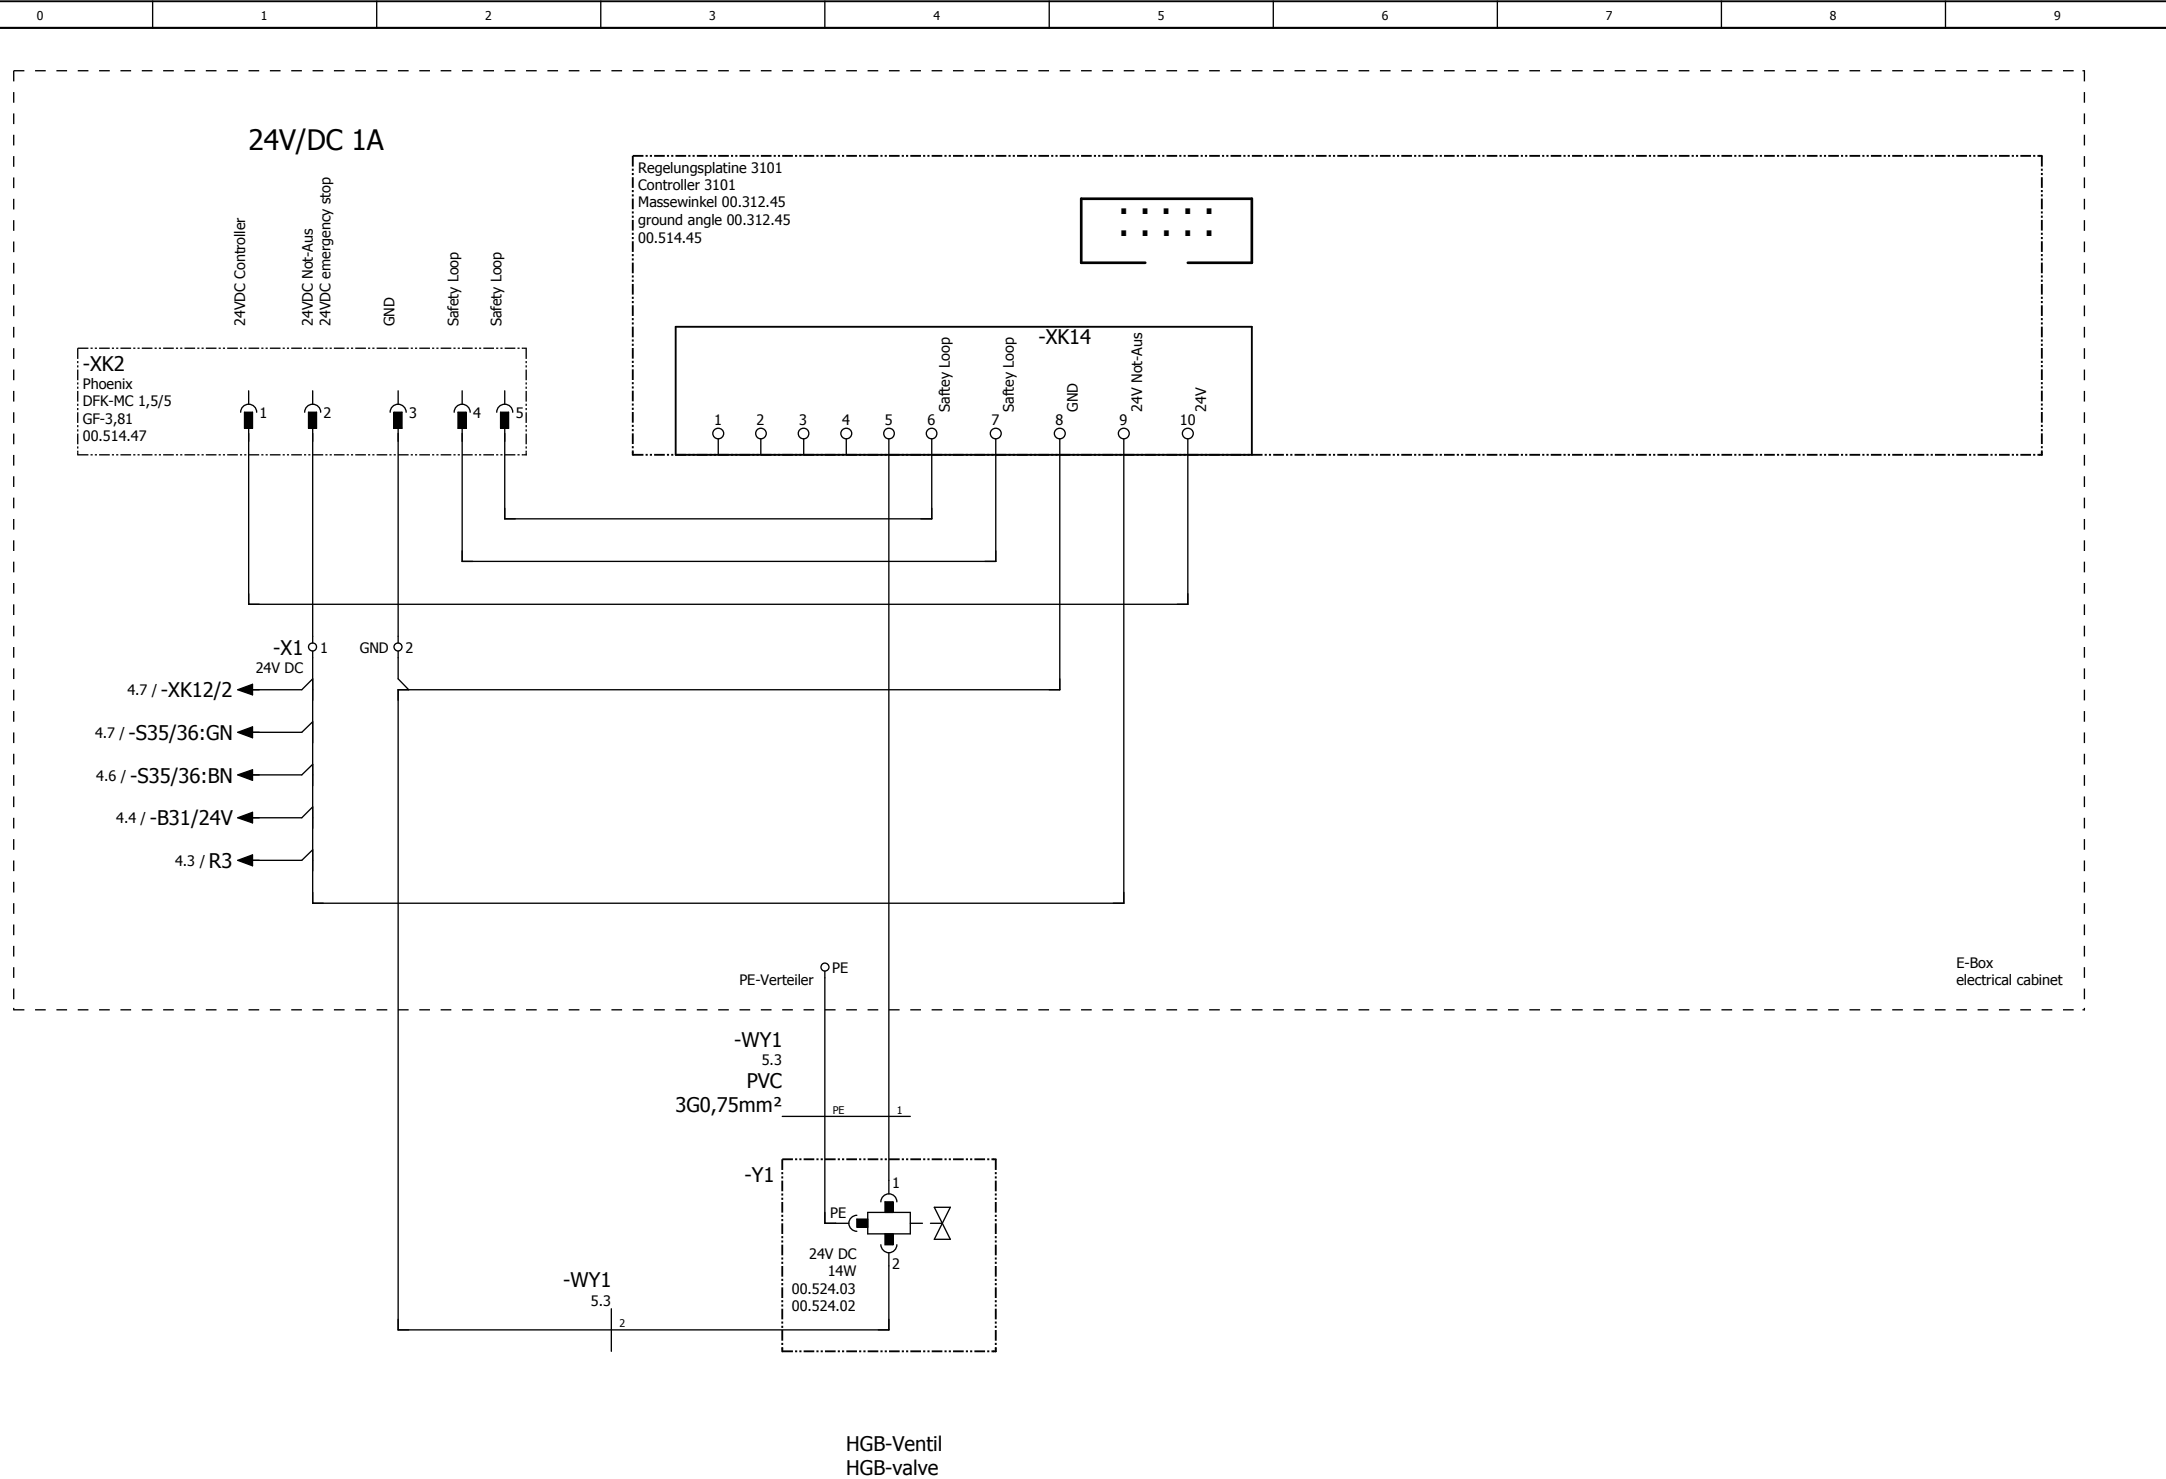 0 1 2 3 4 5 6 7 8 9
24V/DC 1A
24VDC Controller
24VDC Not-Aus
24VDC emergency stop
GND
Safety Loop
Safety Loop
-XK2
Phoenix
DFK-MC 1,5/5
GF-3,81
00.514.47
1 2 3 4 5
Regelungsplatine 3101
Controller 3101
Massewinkel 00.312.45
ground angle 00.312.45
00.514.45
-XK14
Saftey Loop
Saftey Loop
GND
24V Not-Aus
24V
1 2 3 4 5 6 7 8 9 10
-X1 1 GND 2
24V DC
4.7 / -XK12/2
4.7 / -S35/36:GN
4.6 / -S35/36:BN
4.4 / -B31/24V
4.3 / R3
PE
PE-Verteiler
E-Box
electrical cabinet
-WY1
5.3
PVC
3G0,75mm²
PE 1
-Y1
1
PE
2
24V DC
14W
00.524.03
00.524.02
-WY1
5.3
2
HGB-Ventil
HGB-valve